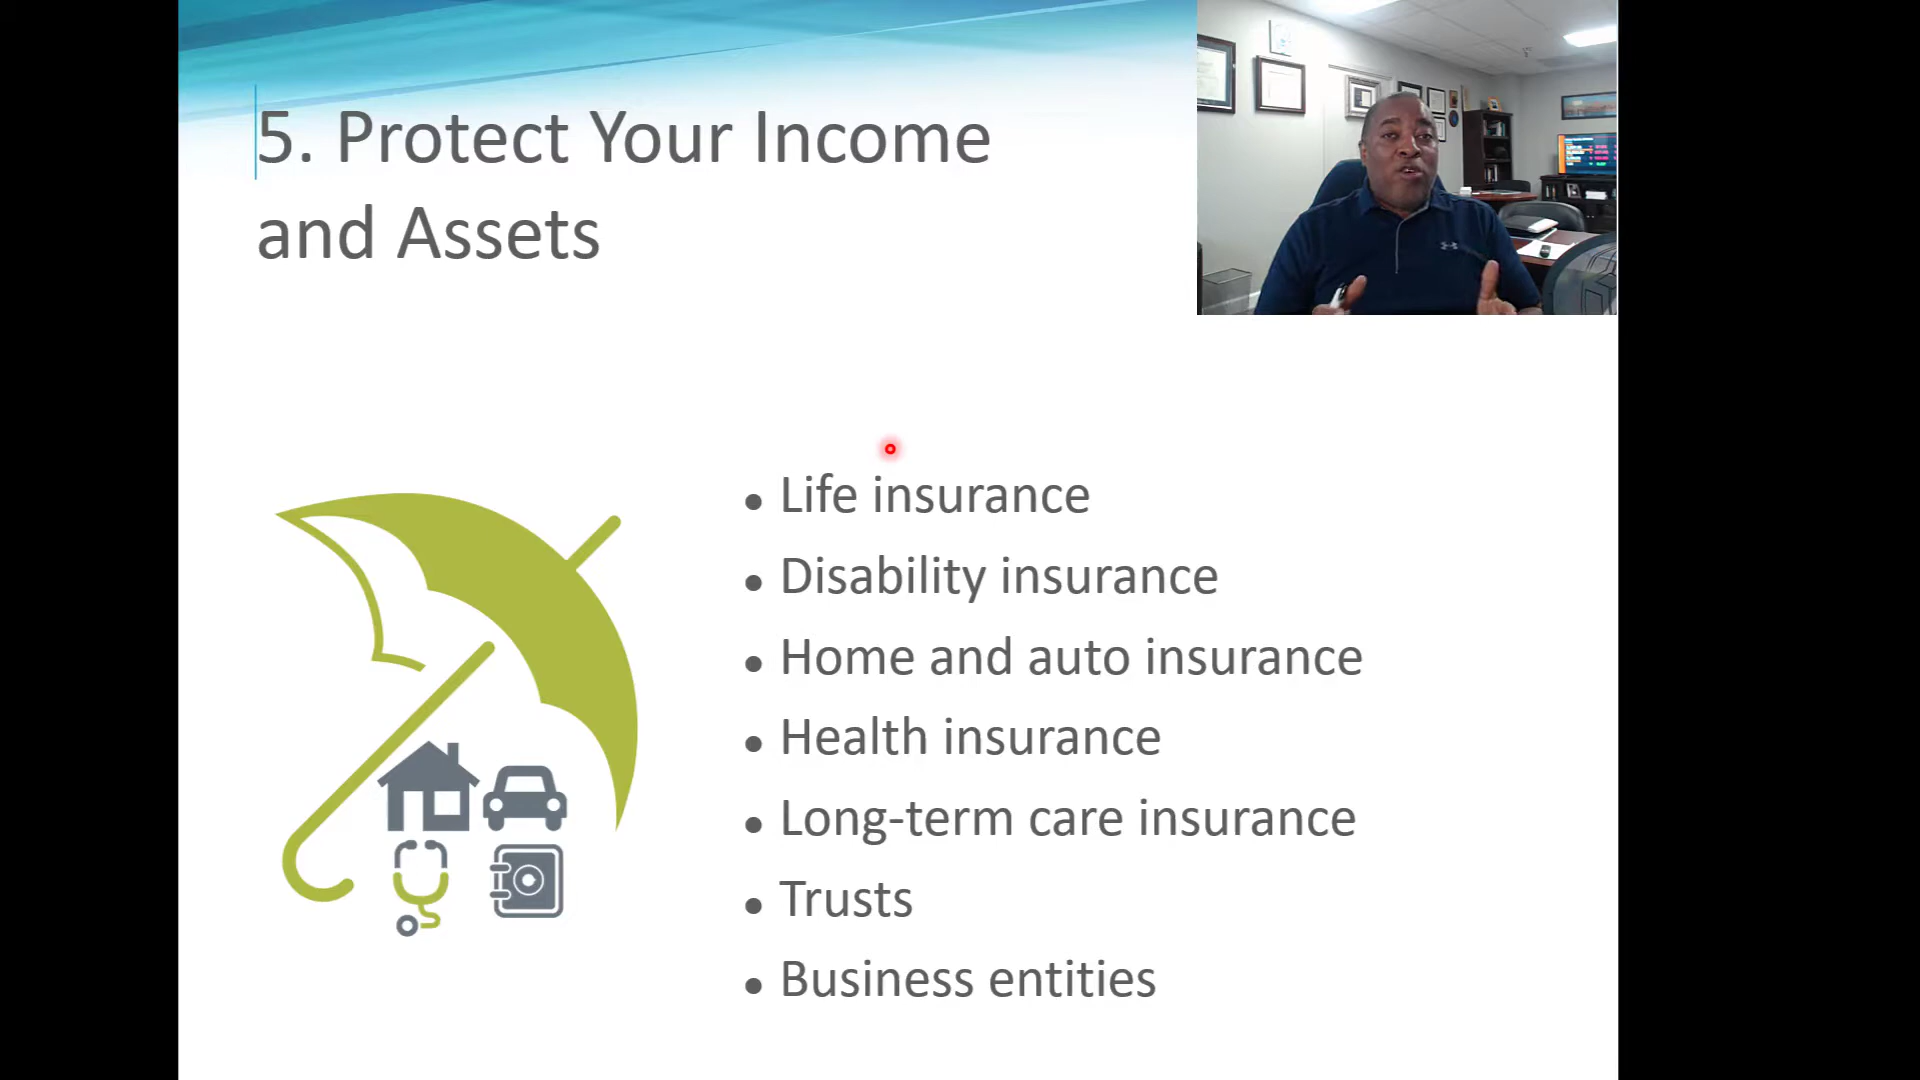 5. Protect Your Income
and Assets
• Life insurance
• Disability insurance
• Home and auto insurance
• Health insurance
• Long-term care insurance
• Trusts
• Business entities